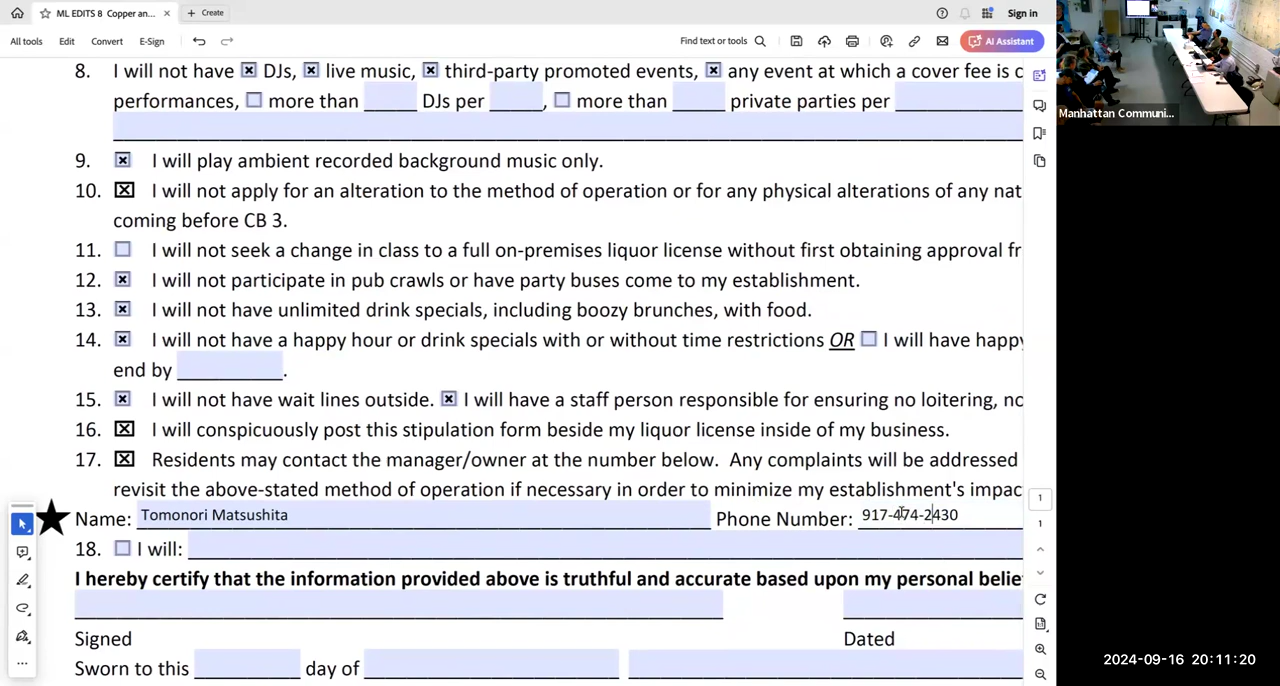 ML EDITS 8 Copper an... × + Create
Sign in
All tools Edit Convert E-Sign Find text or tools AI Assistant
8. I will not have ☒ DJs, ☒ live music, ☒ third-party promoted events, ☒ any event at which a cover fee is c
performances, ☐ more than ____ DJs per ____, ☐ more than ____ private parties per ____
9. ☒ I will play ambient recorded background music only.
10. ☒ I will not apply for an alteration to the method of operation or for any physical alterations of any nat
coming before CB 3.
11. ☐ I will not seek a change in class to a full on-premises liquor license without first obtaining approval fr
12. ☒ I will not participate in pub crawls or have party buses come to my establishment.
13. ☒ I will not have unlimited drink specials, including boozy brunches, with food.
14. ☒ I will not have a happy hour or drink specials with or without time restrictions OR ☐ I will have happy
end by ____.
15. ☒ I will not have wait lines outside. ☒ I will have a staff person responsible for ensuring no loitering, no
16. ☒ I will conspicuously post this stipulation form beside my liquor license inside of my business.
17. ☒ Residents may contact the manager/owner at the number below. Any complaints will be addressed
revisit the above-stated method of operation if necessary in order to minimize my establishment's impac
Name: Tomonori Matsushita Phone Number: 917-474-2430
18. ☐ I will:
I hereby certify that the information provided above is truthful and accurate based upon my personal belie
Signed Dated
Sworn to this ____ day of ____
1
1
Manhattan Communi...
2024-09-16 20:11:20